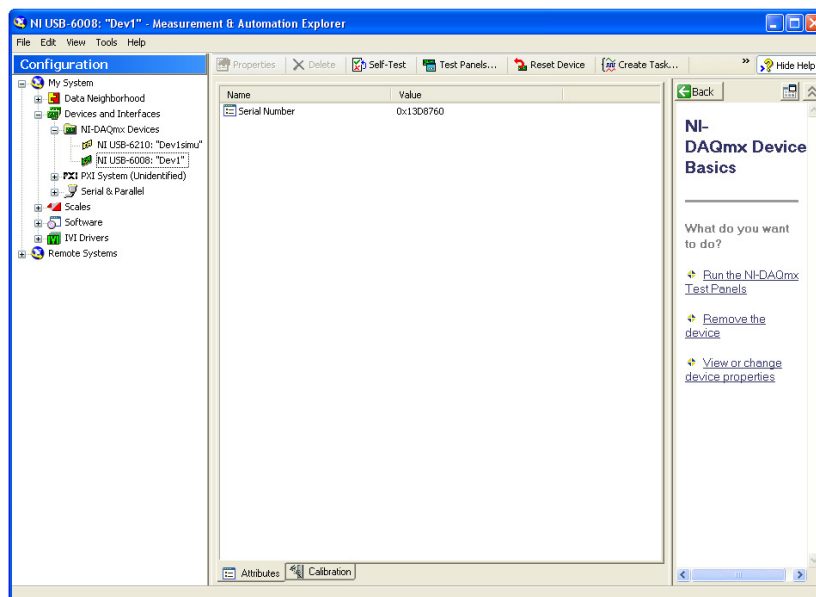 NI USB-6008: "Dev1" - Measurement & Automation Explorer
File Edit View Tools Help
Configuration
My System
Data Neighborhood
Devices and Interfaces
NI-DAQmx Devices
NI USB-6210: "Dev1simu"
NI USB-6008: "Dev1"
PXI PXI System (Unidentified)
Serial & Parallel
Scales
Software
IVI Drivers
Remote Systems
Properties Delete Self-Test Test Panels... Reset Device Create Task... » Hide Help
Name Value
Serial Number 0x13D8760
Attributes Calibration
Back
NI-
DAQmx Device
Basics
What do you want
to do?
Run the NI-DAQmx
Test Panels
Remove the
device
View or change
device properties